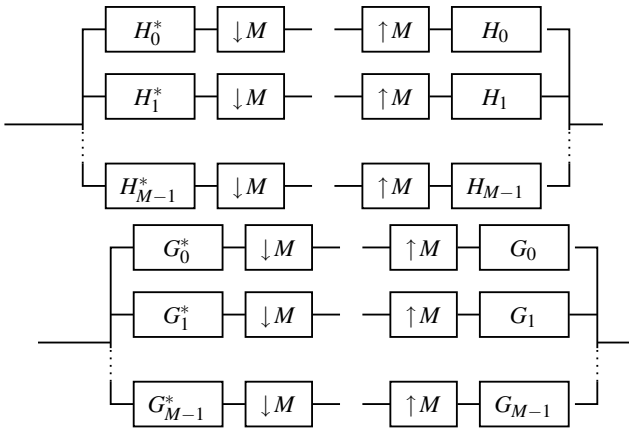 H_0^* ↓M ↑M H_0
H_1^* ↓M ↑M H_1
H_{M−1}^* ↓M ↑M H_{M−1}
G_0^* ↓M ↑M G_0
G_1^* ↓M ↑M G_1
G_{M−1}^* ↓M ↑M G_{M−1}